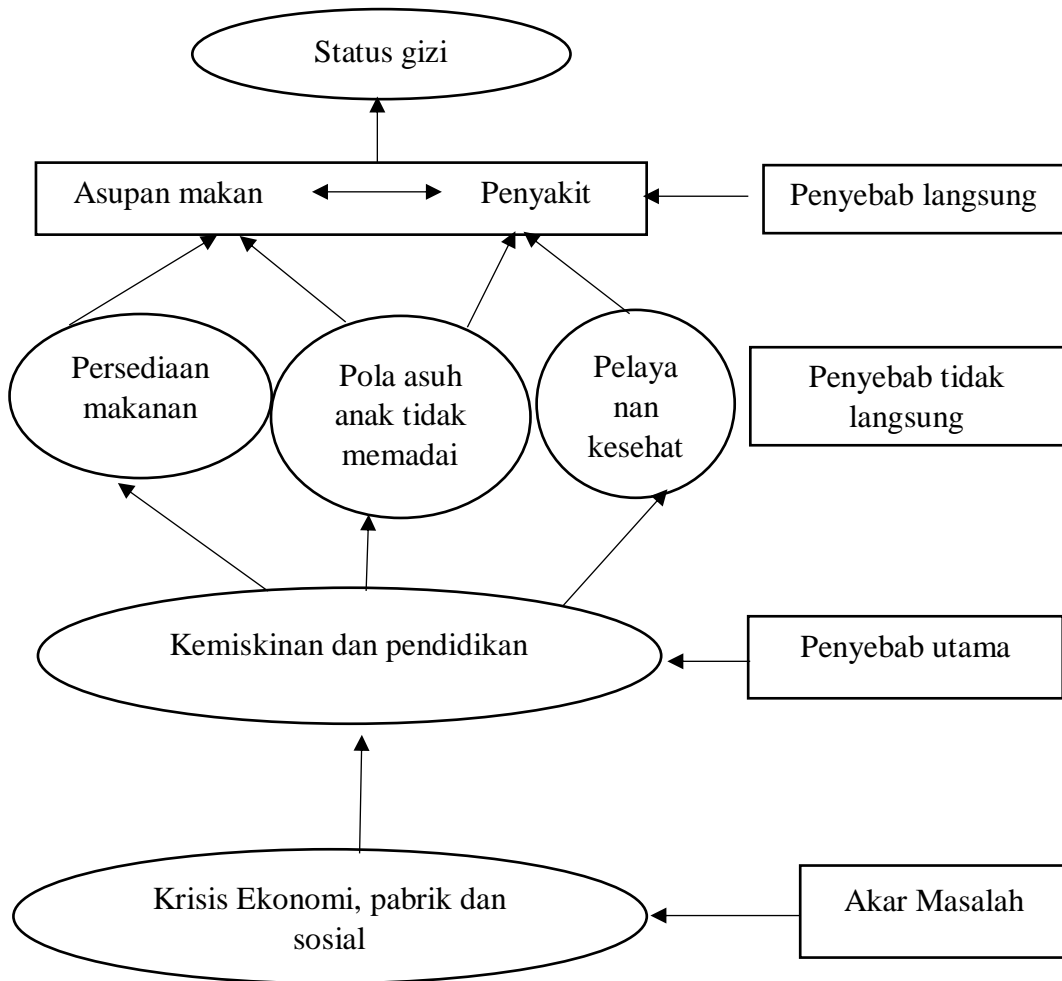 Status gizi
Asupan makan
Penyakit
Penyebab langsung
Persediaan
makanan
Pola asuh
anak tidak
memadai
Pelaya
nan
kesehat
Penyebab tidak
langsung
Kemiskinan dan pendidikan
Penyebab utama
Krisis Ekonomi, pabrik dan
sosial
Akar Masalah